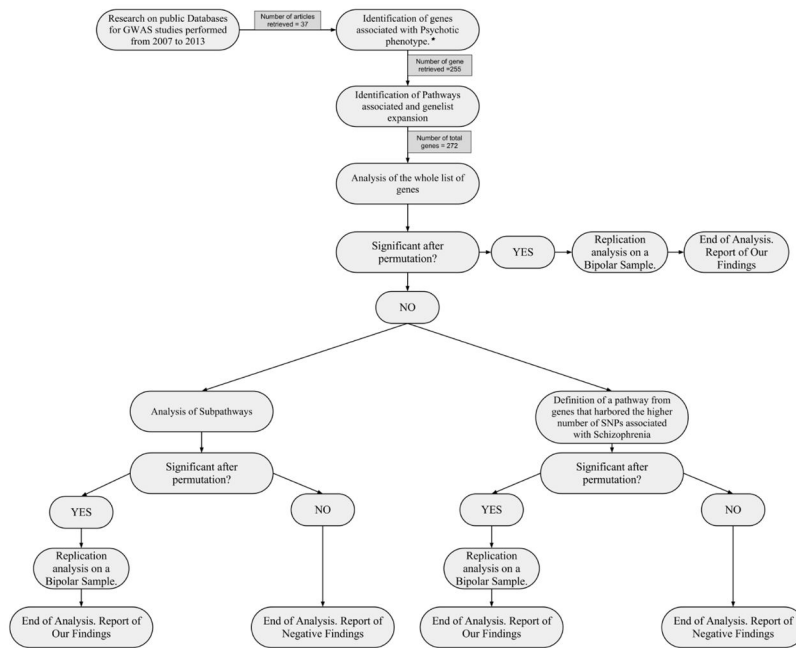 Research on public Databases
for GWAS studies performed
from 2007 to 2013
Number of articles
retrieved = 37
Identification of genes
associated with Psychotic
phenotype.*
Number of gene
retrieved =255
Identification of Pathways
associated and genelist
expansion
Number of total
genes = 272
Analysis of the whole list of
genes
Significant after
permutation?
YES
Replication
analysis on a
Bipolar Sample.
End of Analysis.
Report of Our
Findings
NO
Analysis of Subpathways
Definition of a pathway from
genes that harbored the higher
number of SNPs associated
with Schizophrenia
Significant after
permutation?
Significant after
permutation?
YES
NO
YES
NO
Replication
analysis on a
Bipolar Sample.
Replication
analysis on a
Bipolar Sample.
End of Analysis. Report of
Our Findings
End of Analysis. Report of
Negative Findings
End of Analysis. Report of
Our Findings
End of Analysis. Report of
Negative Findings